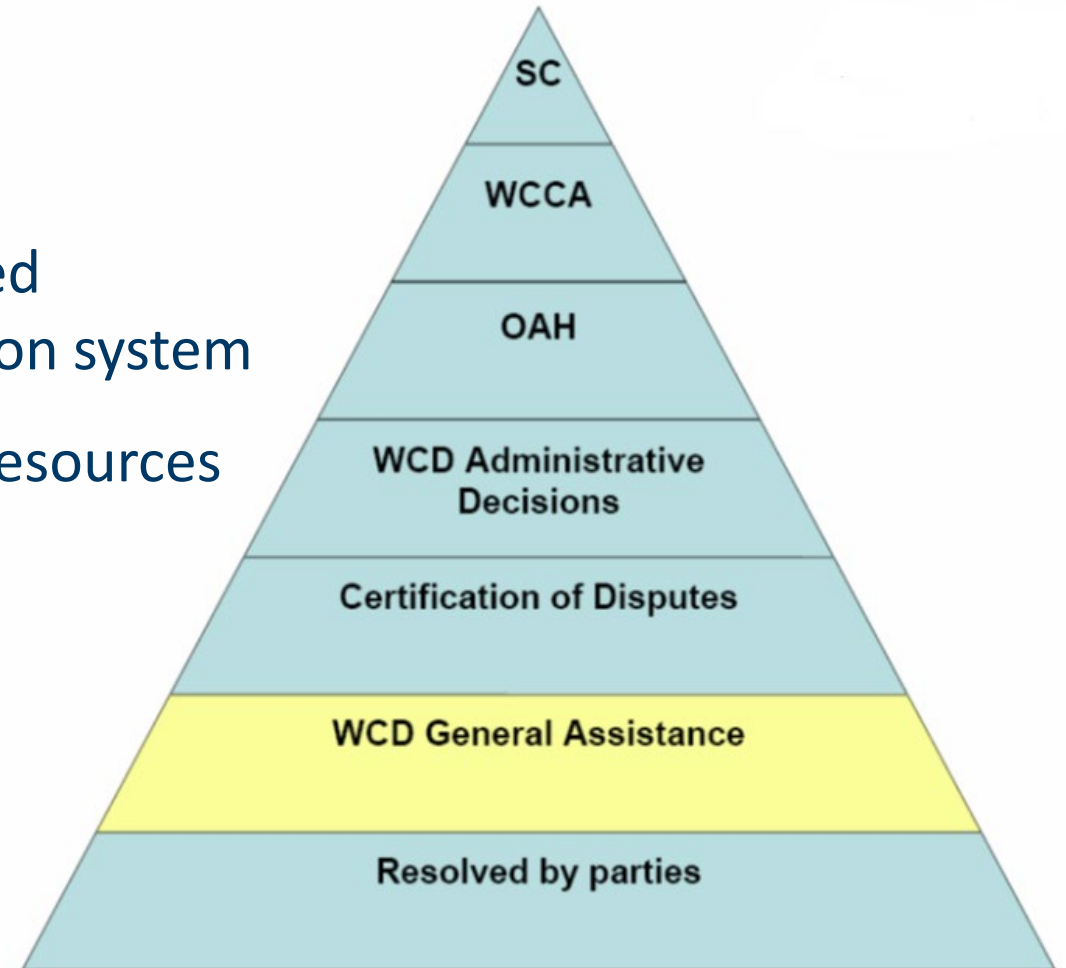 ed
on system
esources
SC
WCCA
OAH
WCD Administrative
Decisions
Certification of Disputes
WCD General Assistance
Resolved by parties